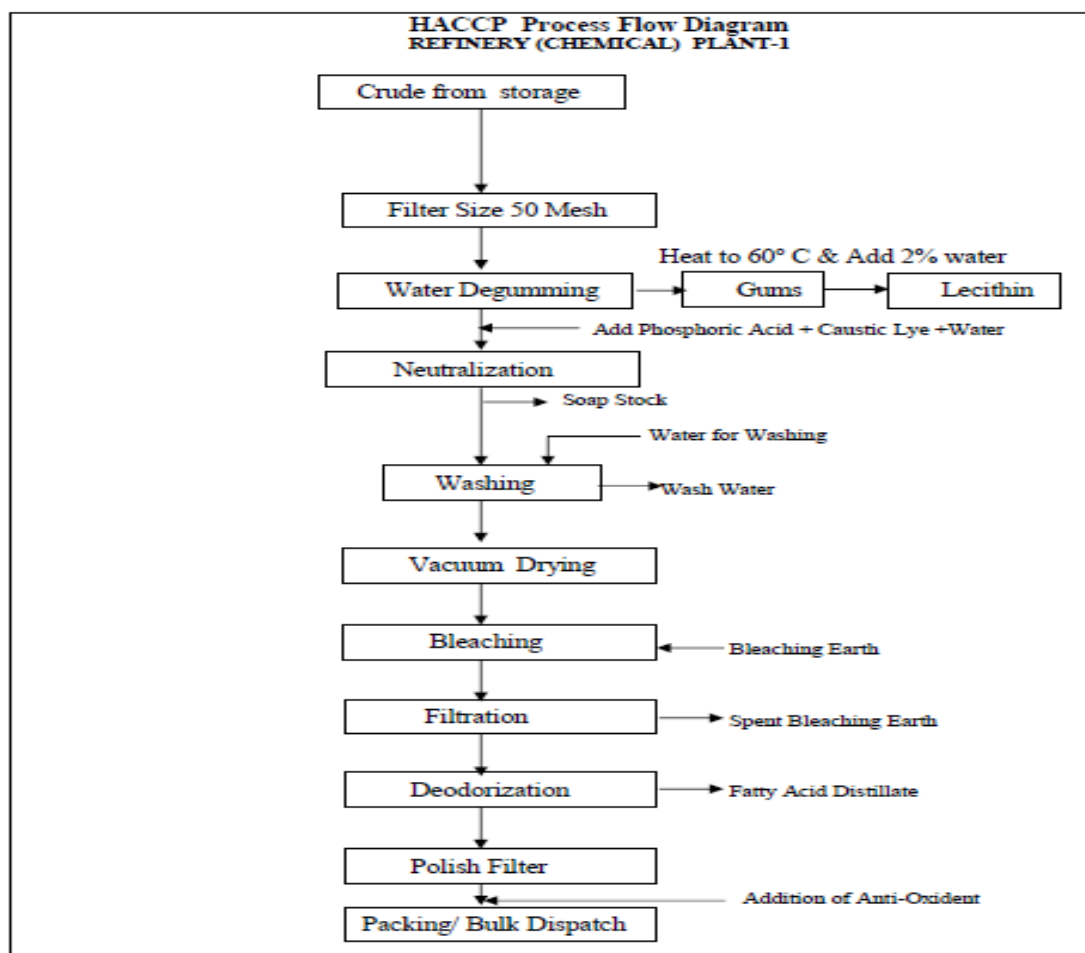 HACCP Process Flow Diagram
REFINERY (CHEMICAL) PLANT-1
Crude from storage
Filter Size 50 Mesh
Heat to 60° C & Add 2% water
Water Degumming
Gums
Lecithin
Add Phosphoric Acid + Caustic Lye +Water
Neutralization
Soap Stock
Water for Washing
Washing
Wash Water
Vacuum Drying
Bleaching
Bleaching Earth
Filtration
Spent Bleaching Earth
Deodorization
Fatty Acid Distillate
Polish Filter
Addition of Anti-Oxident
Packing/ Bulk Dispatch